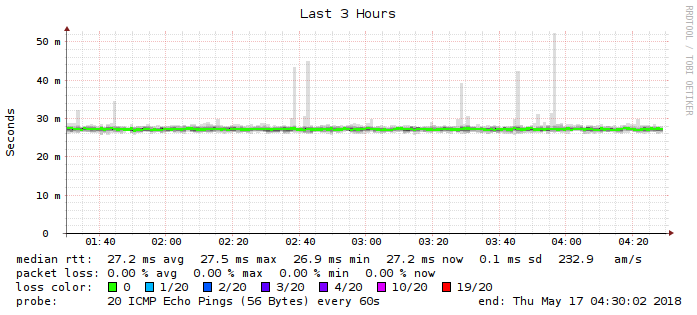 Last 3 Hours
RRDTOOL / TOBI OETIKER
Seconds
50 m
40 m
30 m
20 m
10 m
0
01:40 02:00 02:20 02:40 03:00 03:20 03:40 04:00 04:20
median rtt: 27.2 ms avg 27.5 ms max 26.9 ms min 27.2 ms now 0.1 ms sd 232.9 am/s
packet loss: 0.00 % avg 0.00 % max 0.00 % min 0.00 % now
loss color: 0 1/20 2/20 3/20 4/20 10/20 19/20
probe: 20 ICMP Echo Pings (56 Bytes) every 60s end: Thu May 17 04:30:02 2018